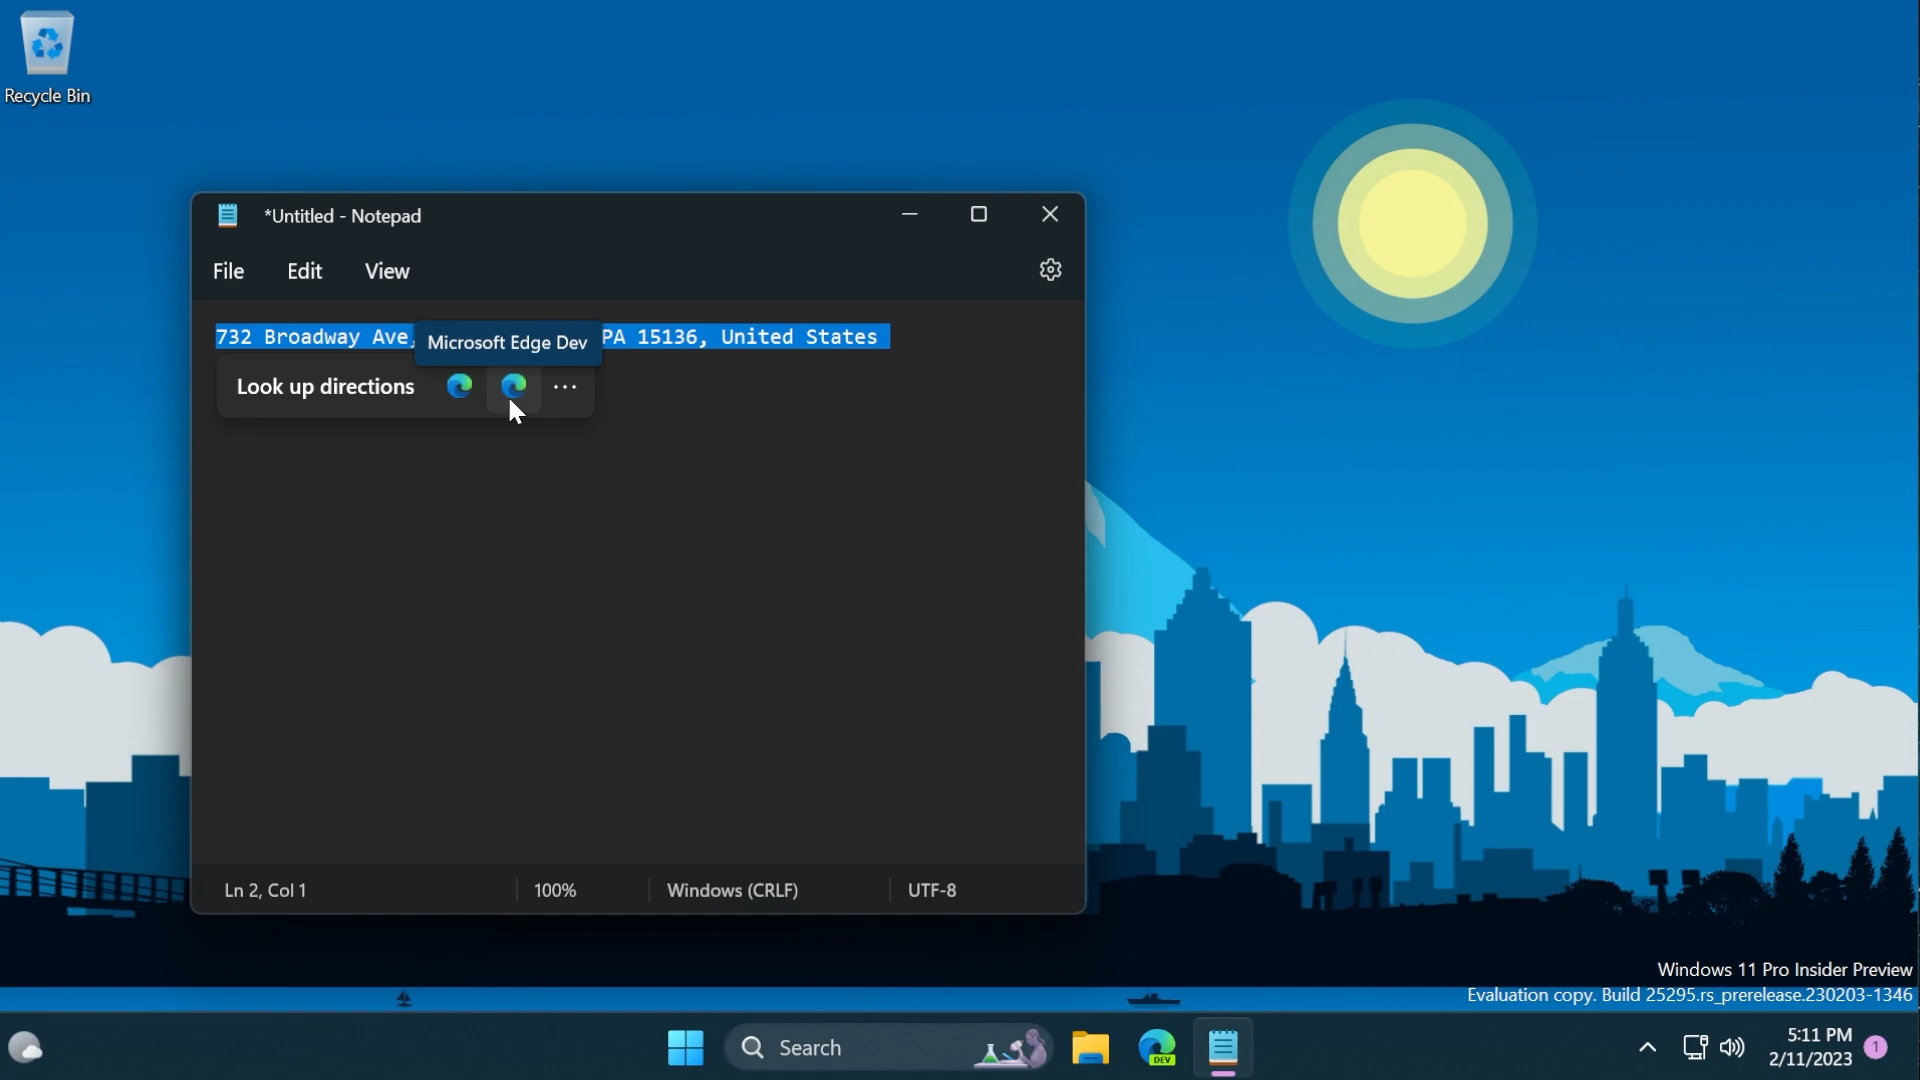 Recycle Bin
*Untitled - Notepad
File Edit View
732 Broadway Ave, PA 15136, United States
Microsoft Edge Dev
Look up directions
Ln 2, Col 1 100% Windows (CRLF) UTF-8
Windows 11 Pro Insider Preview
Evaluation copy. Build 25295.rs_prerelease.230203-1346
Search
DEV
5:11 PM
2/11/2023
1